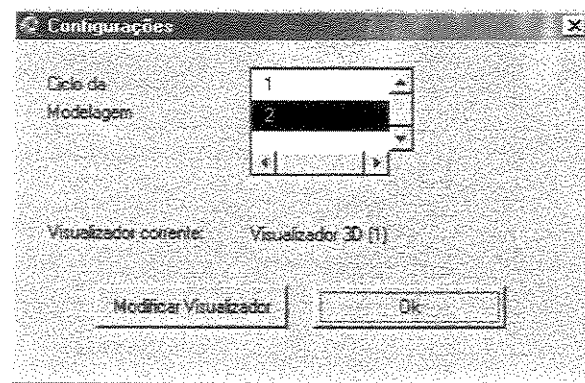 Configurações
Ciclo da
Modelagem
1
2
Visualizador corrente: Visualizador 3D (1)
Modificar Visualizador
Ok